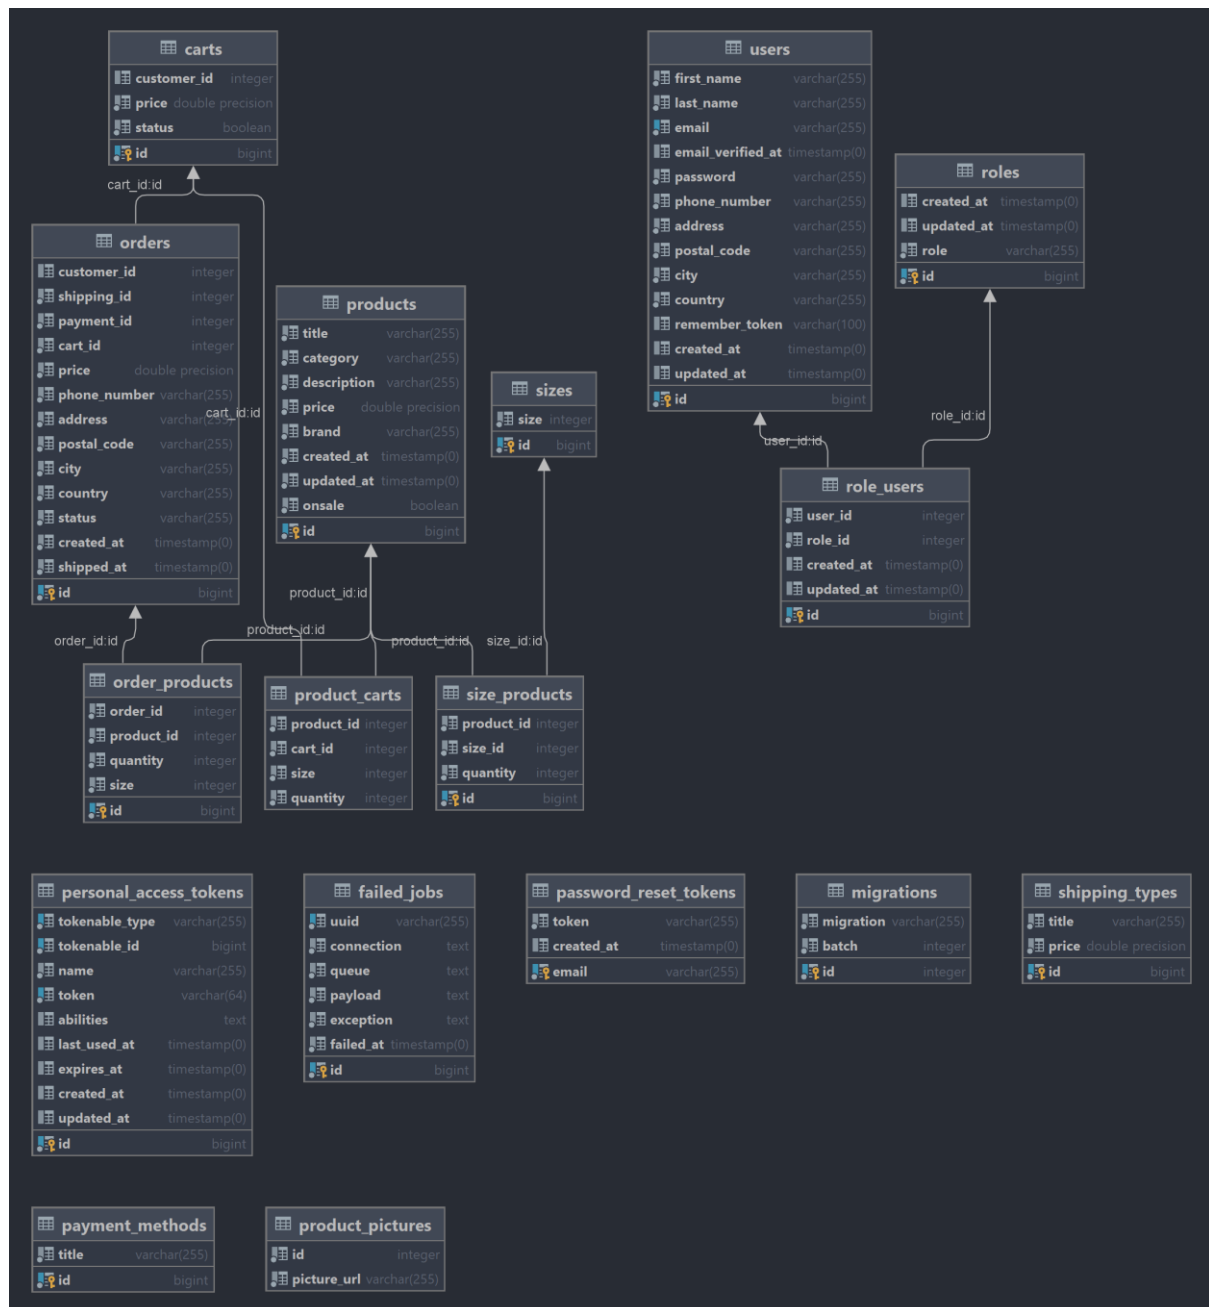 carts
customer_id integer
price double precision
status boolean
id bigint
cart_id:id
orders
customer_id integer
shipping_id integer
payment_id integer
cart_id integer
price double precision
phone_number varchar(255)
address varchar(255)
cart_id:id
postal_code varchar(255)
city varchar(255)
country varchar(255)
status varchar(255)
created_at timestamp(0)
shipped_at timestamp(0)
id bigint
products
title varchar(255)
category varchar(255)
description varchar(255)
price double precision
brand varchar(255)
created_at timestamp(0)
updated_at timestamp(0)
onsale boolean
id bigint
sizes
size integer
id bigint
users
first_name varchar(255)
last_name varchar(255)
email varchar(255)
email_verified_at timestamp(0)
password varchar(255)
phone_number varchar(255)
address varchar(255)
postal_code varchar(255)
city varchar(255)
country varchar(255)
remember_token varchar(100)
created_at timestamp(0)
updated_at timestamp(0)
id bigint
roles
created_at timestamp(0)
updated_at timestamp(0)
role varchar(255)
id bigint
role_id:id
user_id:id
role_users
user_id integer
role_id integer
created_at timestamp(0)
updated_at timestamp(0)
id bigint
product_id:id
order_id:id
product_id:id
product_id:id
size_id:id
order_products
order_id integer
product_id integer
quantity integer
size integer
id bigint
product_carts
product_id integer
cart_id integer
size integer
quantity integer
size_products
product_id integer
size_id integer
quantity integer
id bigint
personal_access_tokens
tokenable_type varchar(255)
tokenable_id bigint
name varchar(255)
token varchar(64)
abilities text
last_used_at timestamp(0)
expires_at timestamp(0)
created_at timestamp(0)
updated_at timestamp(0)
id bigint
failed_jobs
uuid varchar(255)
connection text
queue text
payload text
exception text
failed_at timestamp(0)
id bigint
password_reset_tokens
token varchar(255)
created_at timestamp(0)
email varchar(255)
migrations
migration varchar(255)
batch integer
id integer
shipping_types
title varchar(255)
price double precision
id bigint
payment_methods
title varchar(255)
id bigint
product_pictures
id integer
picture_url varchar(255)